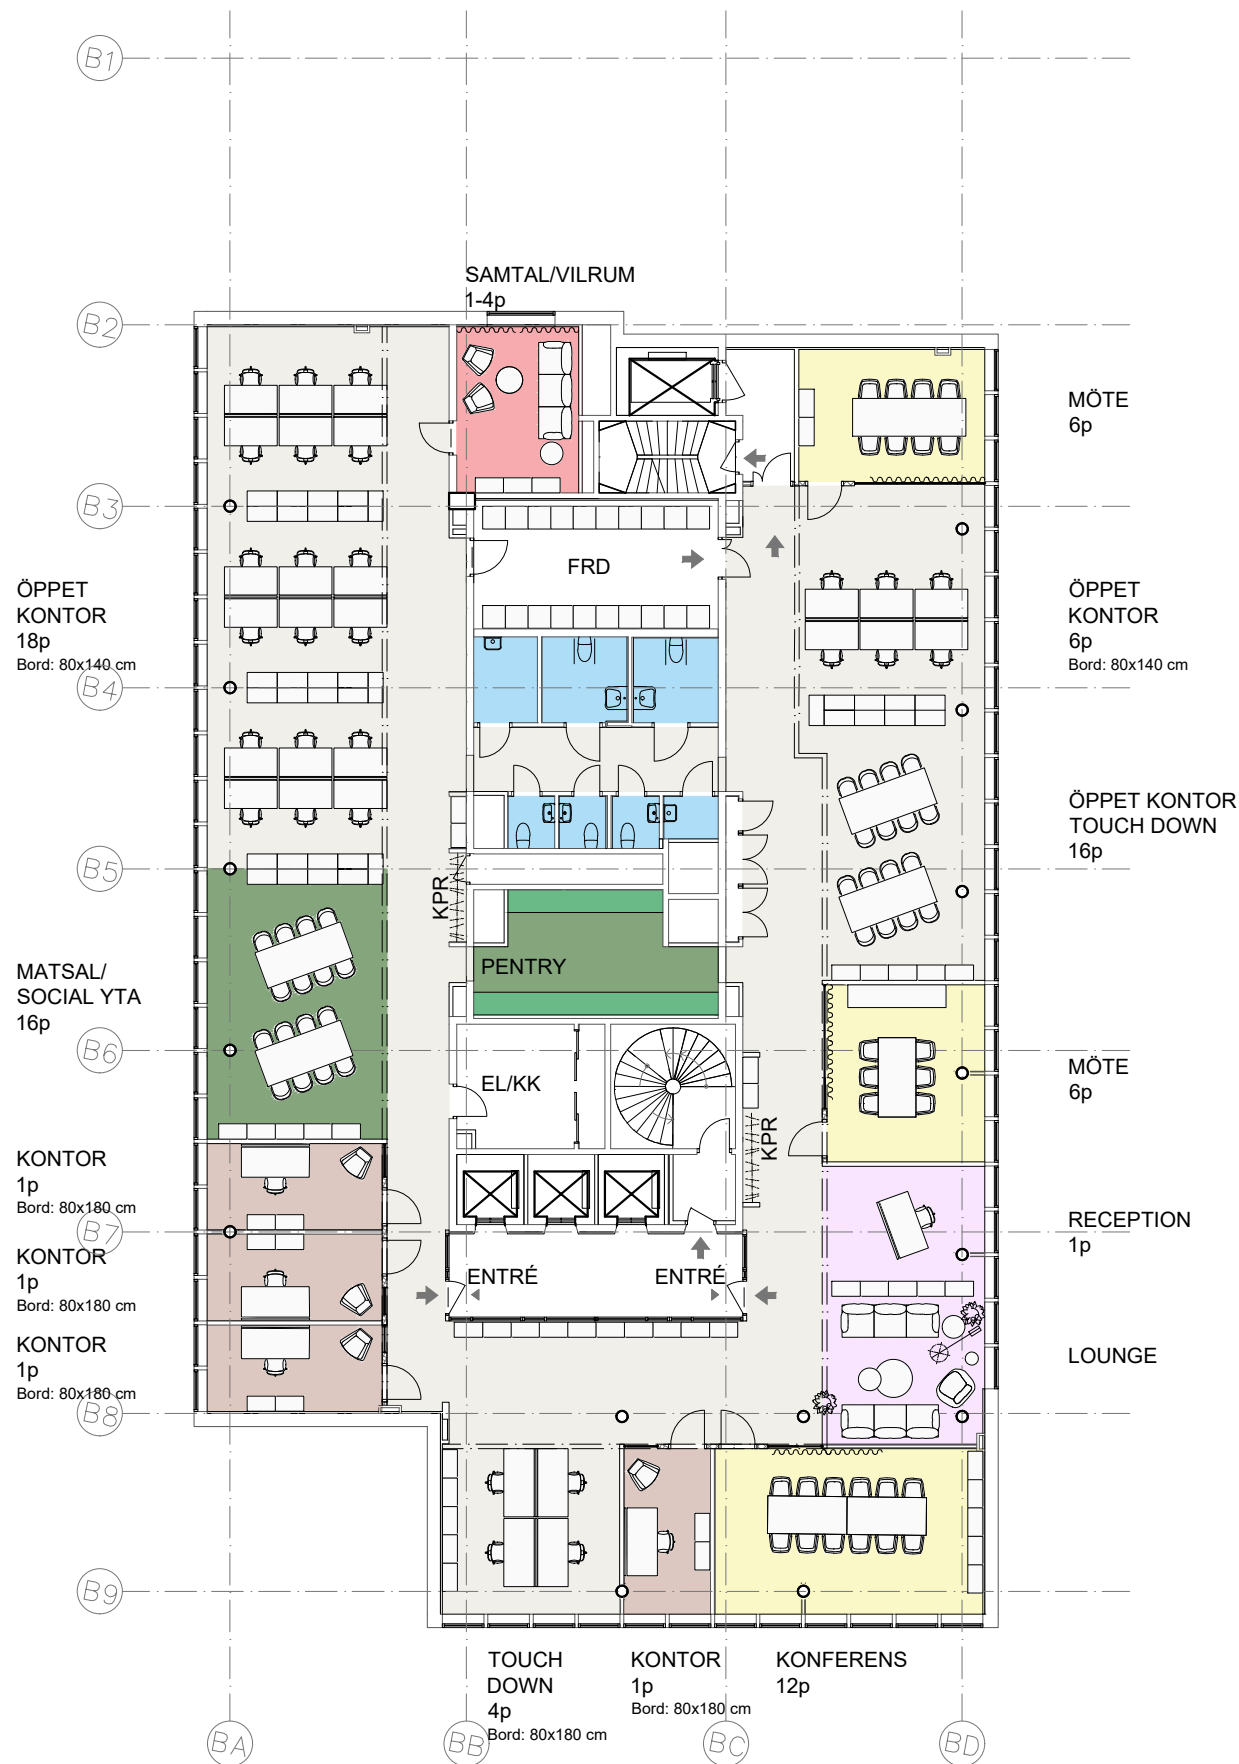 B1
SAMTAL/VILRUM
1-4p
B2
MÖTE
6p
B3
FRD
ÖPPET
KONTOR
18p
Bord: 80x140 cm
ÖPPET
KONTOR
6p
Bord: 80x140 cm
B4
ÖPPET KONTOR
TOUCH DOWN
16p
B5
KPR
PENTRY
MATSAL/
SOCIAL YTA
16p
B6
EL/KK
MÖTE
6p
KPR
KONTOR
1p
Bord: 80x180 cm
B7
RECEPTION
1p
KONTOR
1p
Bord: 80x180 cm
ENTRÉ
ENTRÉ
KONTOR
1p
Bord: 80x180 cm
LOUNGE
B8
B9
TOUCH
DOWN
4p
Bord: 80x180 cm
KONTOR
1p
Bord: 80x180 cm
KONFERENS
12p
BA
BB
BC
BD